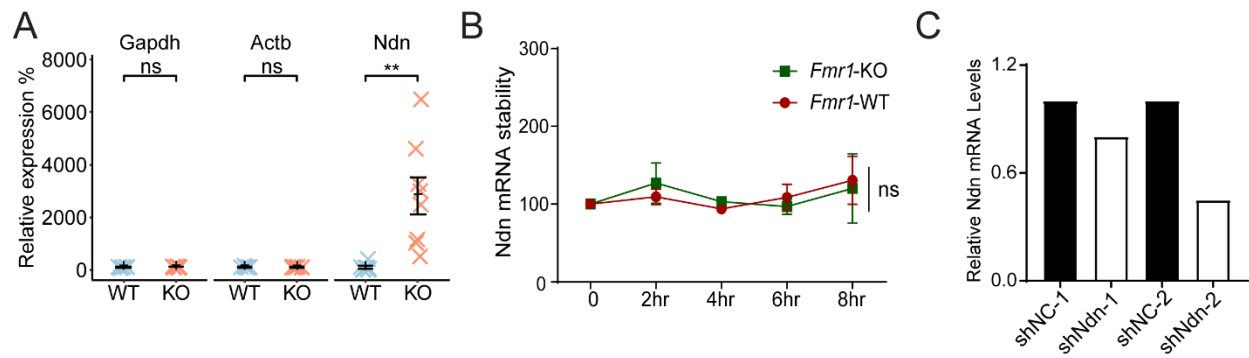 A
Gapdh
Actb
Ndn
ns
ns
**
Relative expression %
8000
6000
4000
2000
0
WT
KO
WT
KO
WT
KO
B
Ndn mRNA stability
300
200
100
0
Fmr1-KO
Fmr1-WT
ns
0
2hr
4hr
6hr
8hr
C
Relative Ndn mRNA Levels
1.2
0.6
0.0
shNC-1
shNdn-1
shNC-2
shNdn-2